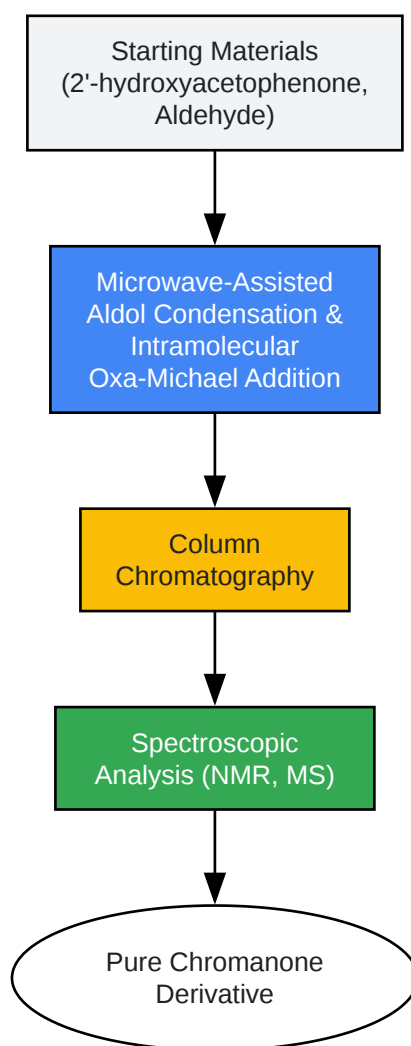 Starting Materials
(2'-hydroxyacetophenone,
Aldehyde)
Microwave-Assisted
Aldol Condensation &
Intramolecular
Oxa-Michael Addition
Column
Chromatography
Spectroscopic
Analysis (NMR, MS)
Pure Chromanone
Derivative